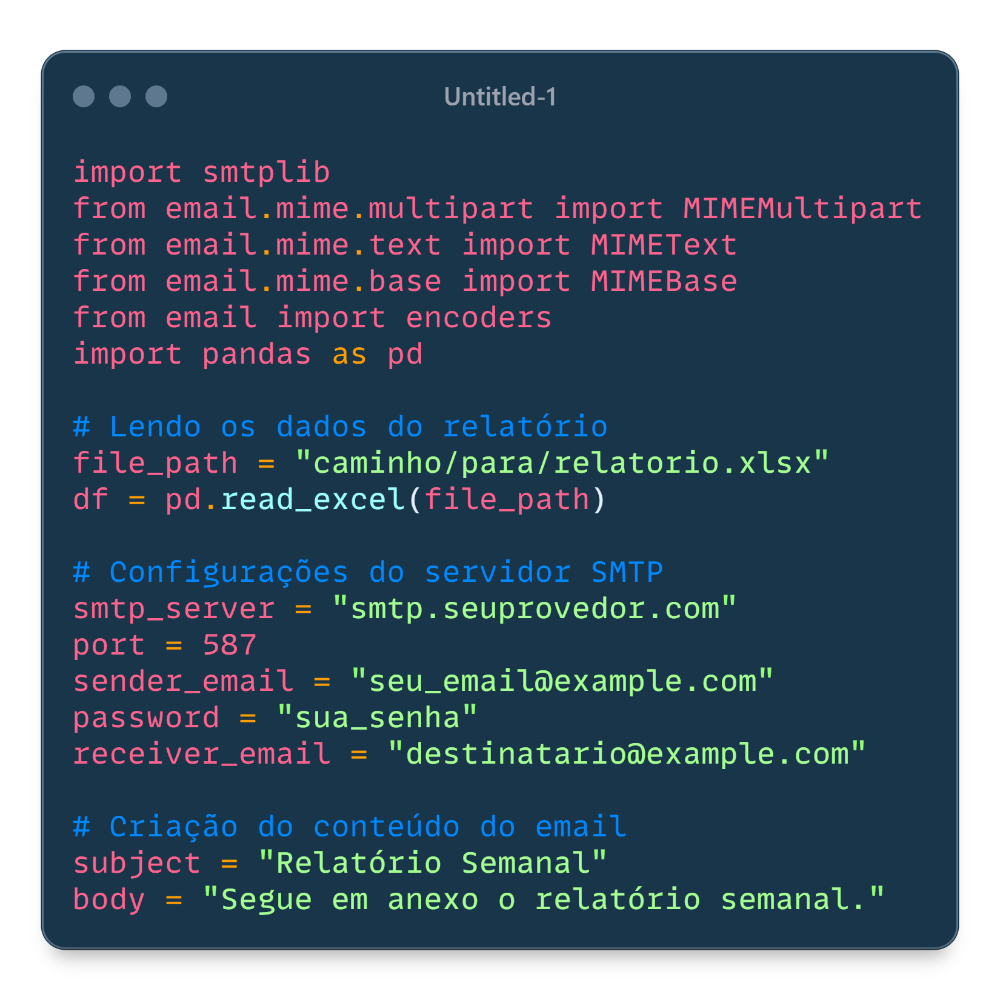 Untitled-1
import smtplib
from email.mime.multipart import MIMEMultipart
from email.mime.text import MIMEText
from email.mime.base import MIMEBase
from email import encoders
import pandas as pd
# Lendo os dados do relatório
file_path = "caminho/para/relatorio.xlsx"
df = pd.read_excel(file_path)
# Configurações do servidor SMTP
smtp_server = "smtp.seuprovedor.com"
port = 587
sender_email = "seu_email@example.com"
password = "sua_senha"
receiver_email = "destinatario@example.com"
# Criação do conteúdo do email
subject = "Relatório Semanal"
body = "Segue em anexo o relatório semanal."